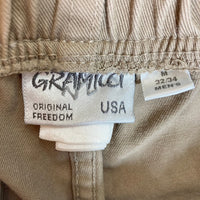 GRAMICCI
ORIGINAL
FREEDOM
USA
M
32/34
MEN'S